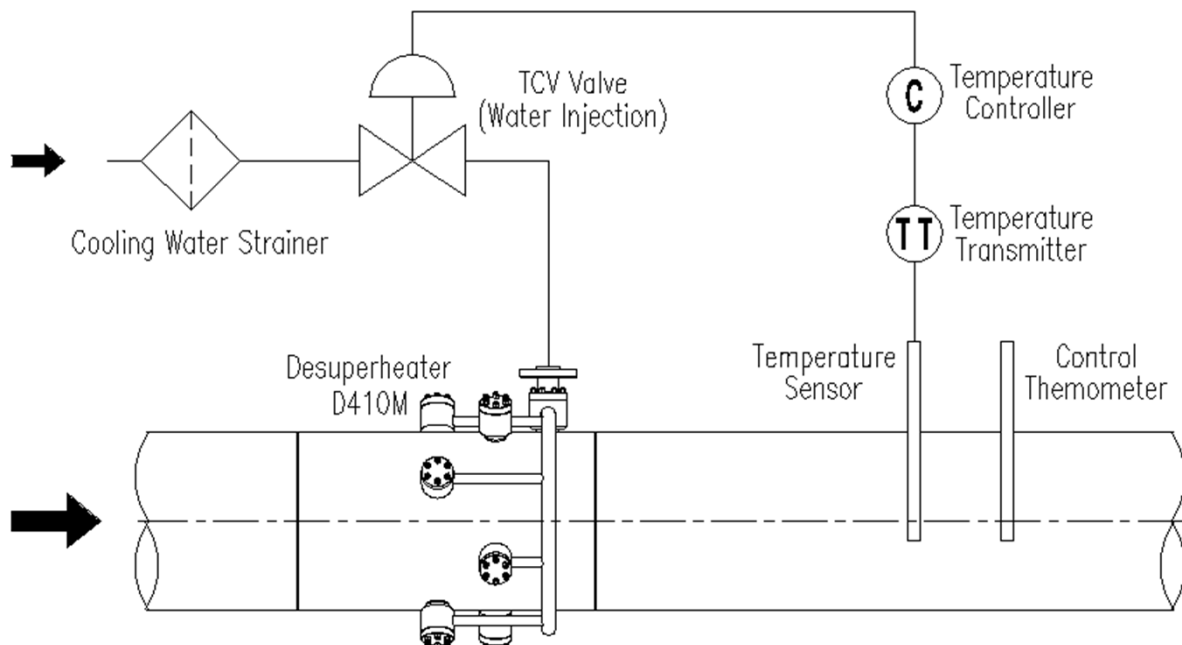 TCV Valve
(Water Injection)
C
Temperature
Controller
Cooling Water Strainer
TT
Temperature
Transmitter
Desuperheater
D410M
Temperature
Sensor
Control
Themometer